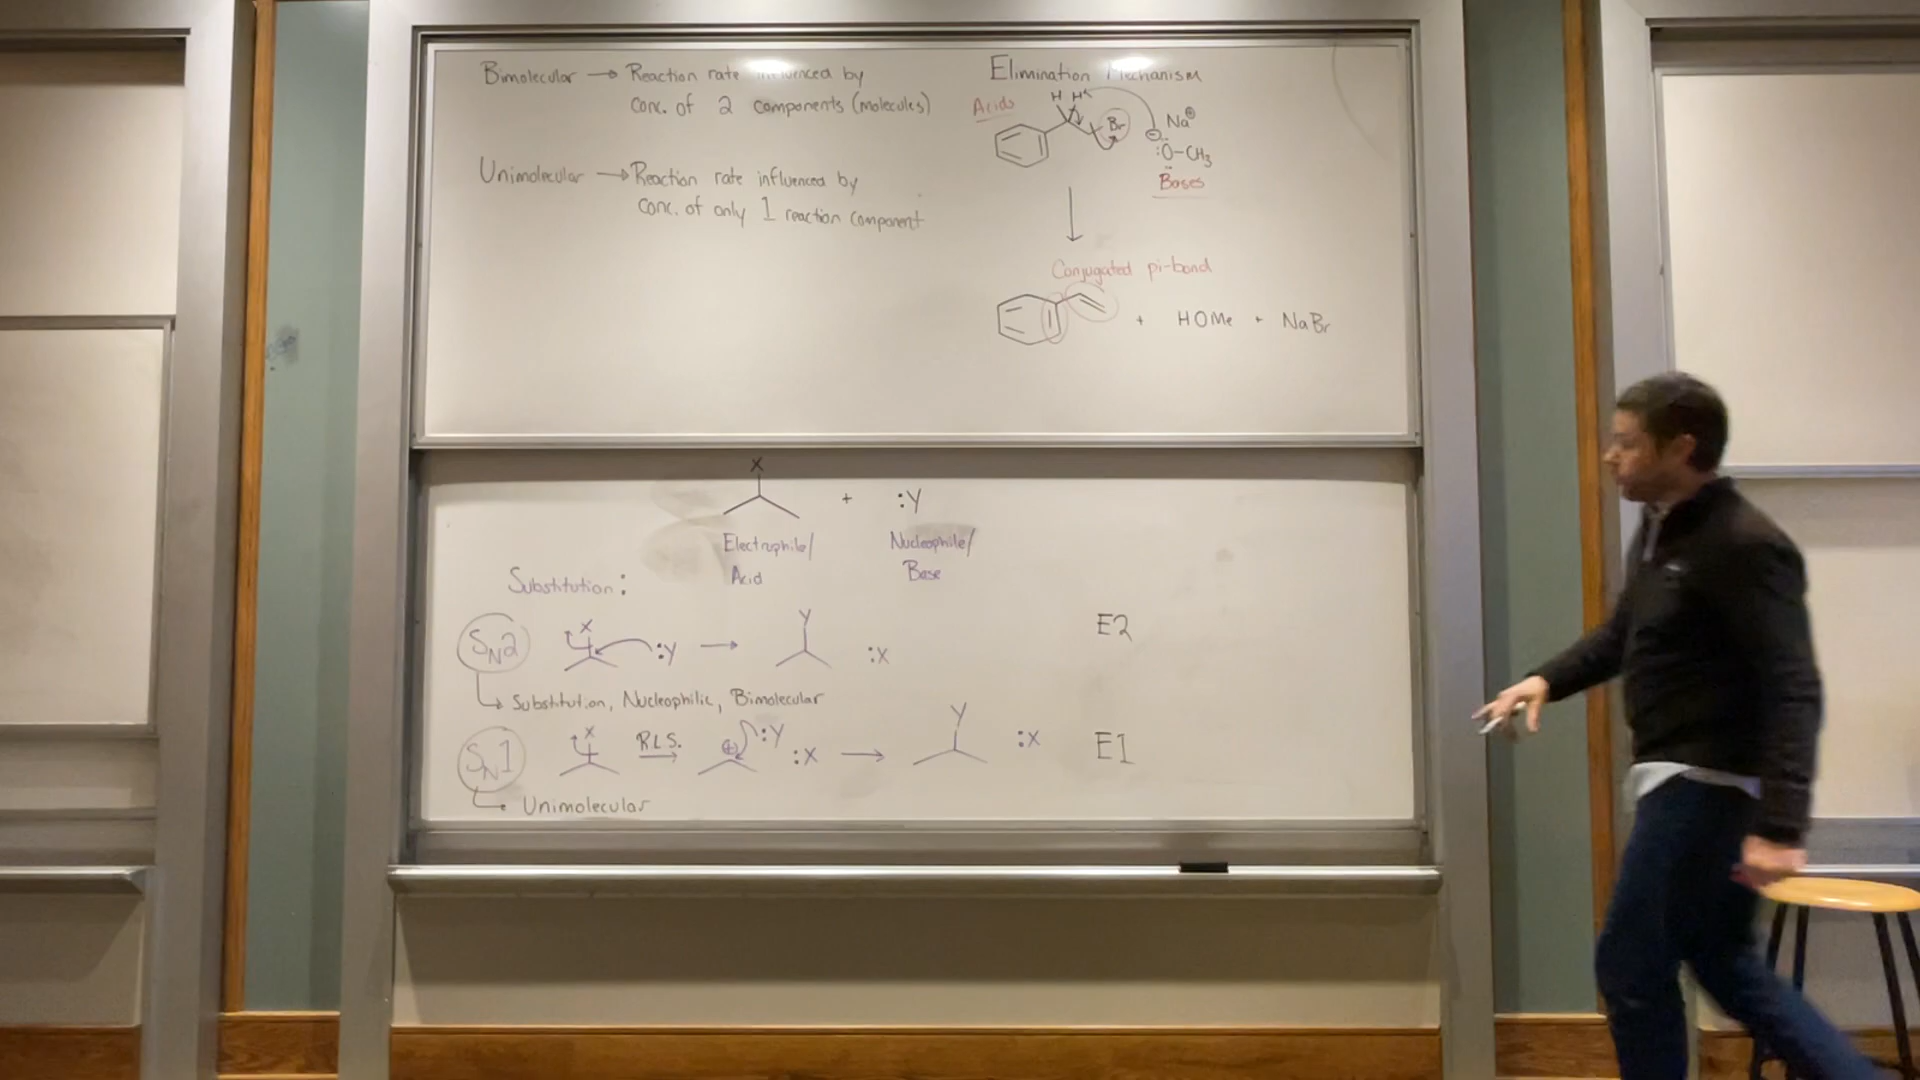 Bimolecular → Reaction rate influenced by
conc. of 2 components (molecules)
Unimolecular → Reaction rate influenced by
conc. of only 1 reaction component
Elimination Mechanism
Acids
H H
Br
Na⊕
⊖
:O-CH3
Bases
Conjugated pi-bond
+ HOMe + NaBr
X
+ :Y
Electrophile/
Acid
Nucleophile/
Base
Substitution:
SN2 X :Y → Y :X
Substitution, Nucleophilic, Bimolecular
SN1 X R.L.S. ⊕ :Y :X → Y :X
Unimolecular
E2
E1